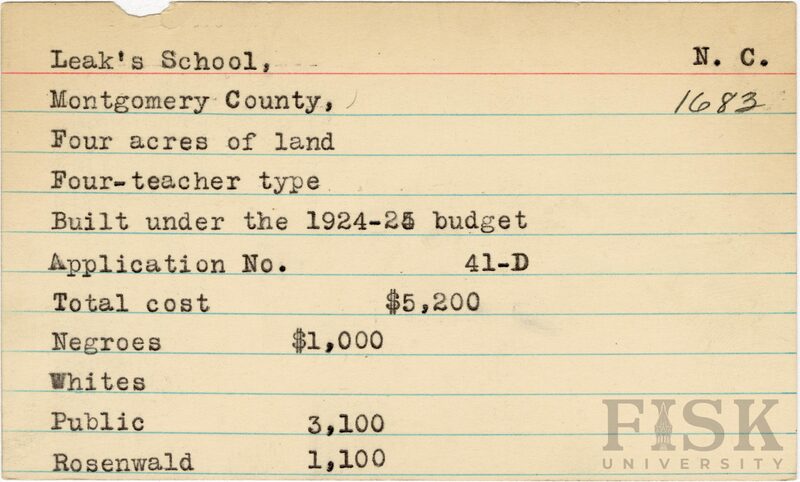 Leak's School, N. C.
Montgomery County, 1683
Four acres of land
Four-teacher type
Built under the 1924-25 budget
Application No. 41-D
Total cost $5,200
Negroes $1,000
Whites
Public 3,100
Rosenwald 1,100
FISK
UNIVERSITY